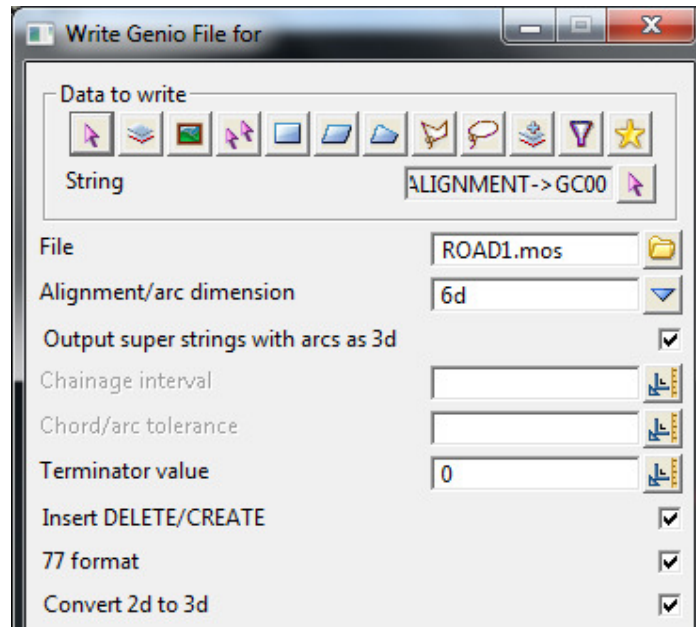 Write Genio File for
Data to write
String ALIGNMENT->GC00
File ROAD1.mos
Alignment/arc dimension 6d
Output super strings with arcs as 3d
Chainage interval
Chord/arc tolerance
Terminator value 0
Insert DELETE/CREATE
77 format
Convert 2d to 3d